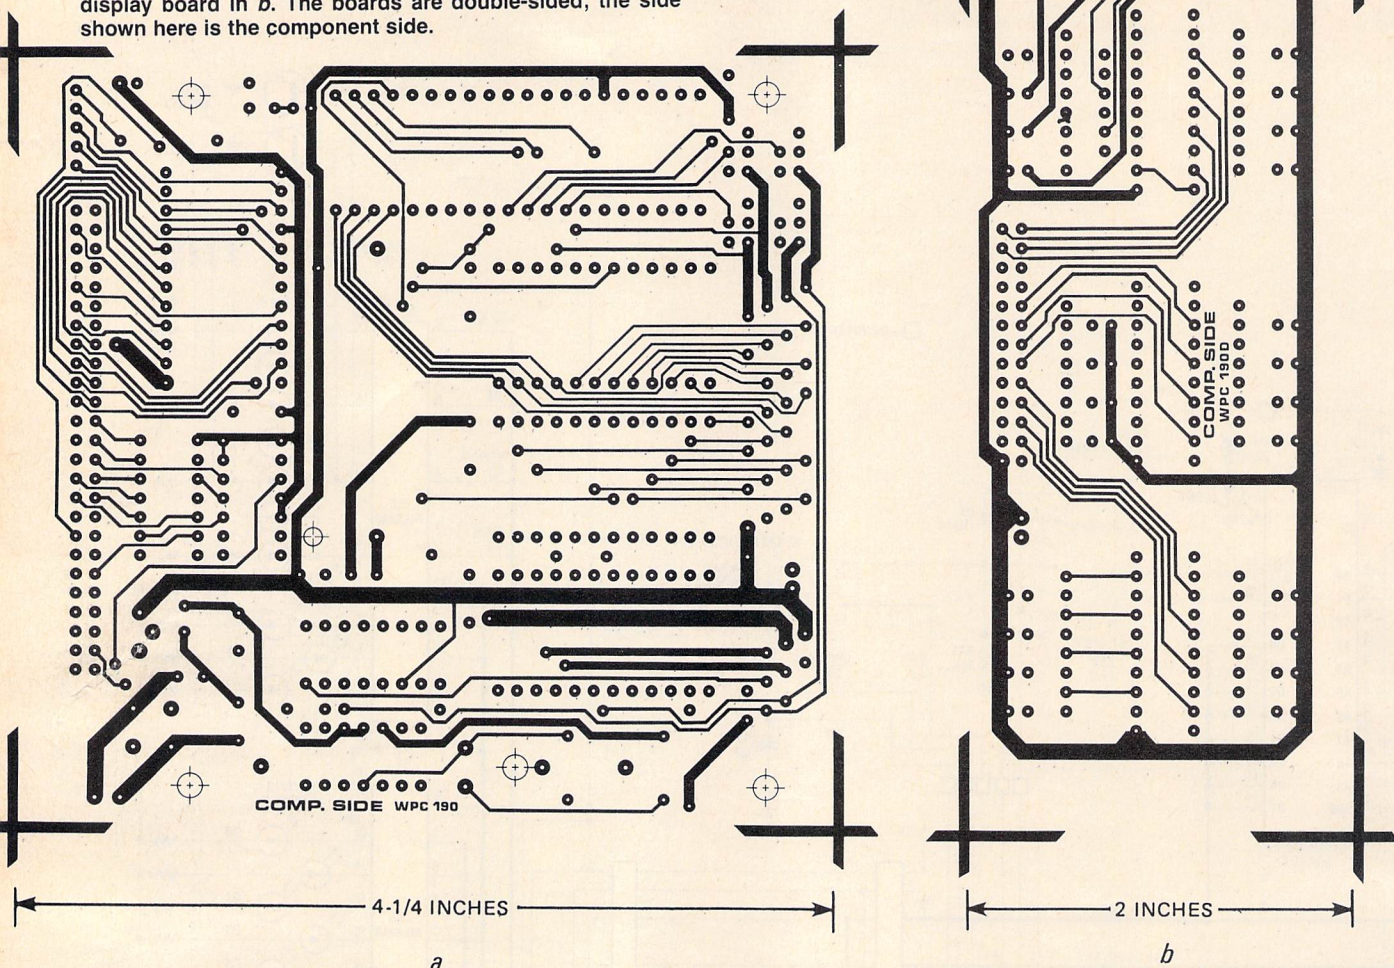 display board in b. The boards are double-sided; the side
shown here is the component side.
COMP. SIDE
WPC 190D
COMP. SIDE WPC 190
4-1/4 INCHES
2 INCHES
a
b